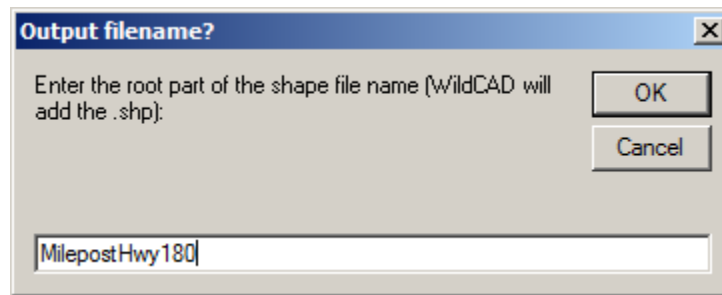 Output filename?
Enter the root part of the shape file name (WildCAD will
add the .shp):
OK
Cancel
MilepostHwy180